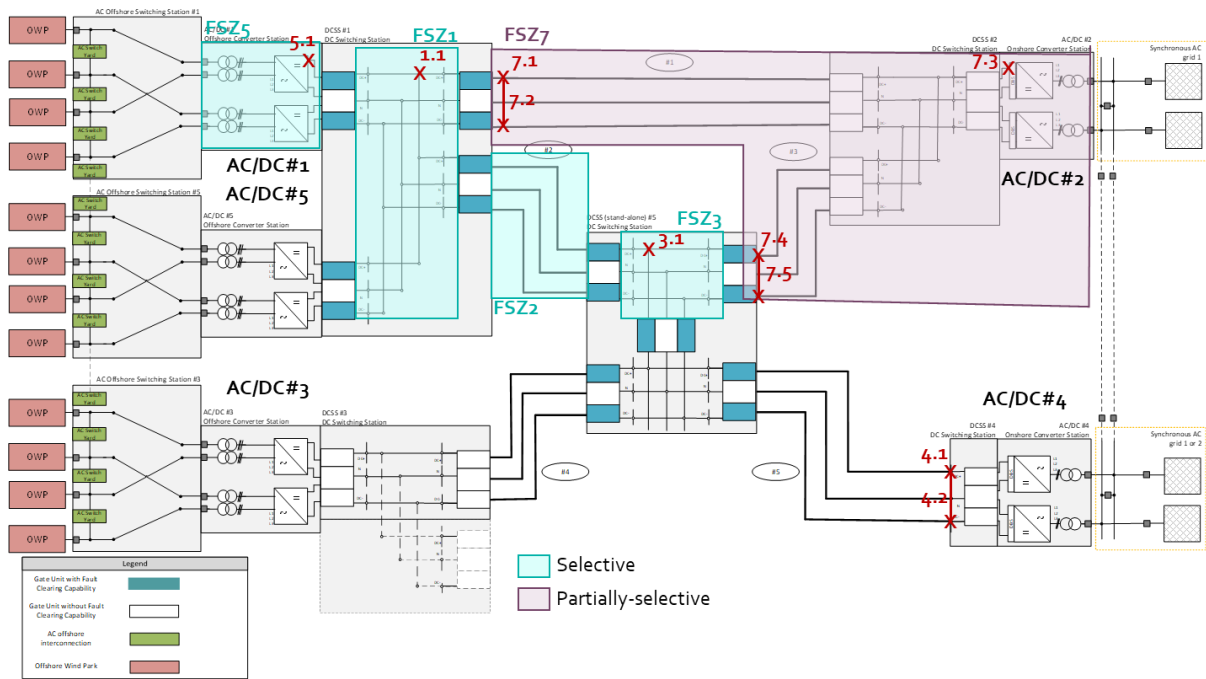 AC Offshore Switching Station #1
OWP
AC Switch
Yard
OWP
AC Switch
Yard
OWP
AC Switch
Yard
OWP
AC Switch
Yard
FSZ5
Offshore Converter Station
5.1
DCSS #1
DC Switching Station
FSZ1
1.1
FSZ7
7.1
7.2
#1
DCSS #2
DC Switching Station
AC/DC #2
Onshore Converter Station
7.3
Synchronous AC
grid 1
AC/DC#1
AC/DC#5
#2
#3
AC/DC#2
AC Offshore Switching Station #5
AC Switch
Yard
OWP
AC Switch
Yard
OWP
AC Switch
Yard
OWP
AC Switch
Yard
OWP
AC/DC #5
Offshore Converter Station
FSZ2
DCSS (stand-alone) #5
DC Switching Station
FSZ3
3.1
7.4
7.5
AC Offshore Switching Station #3
AC Switch
Yard
OWP
AC Switch
Yard
OWP
AC Switch
Yard
OWP
AC Switch
Yard
OWP
AC/DC#3
AC/DC #3
Offshore Converter Station
DCSS #3
DC Switching Station
#4
#5
AC/DC#4
DCSS #4
DC Switching Station
AC/DC #4
Onshore Converter Station
4.1
4.2
Synchronous AC
grid 1 or 2
Legend
Gate Unit with Fault
Clearing Capability
Gate Unit without Fault
Clearing Capability
AC offshore
interconnection
Offshore Wind Park
Selective
Partially-selective